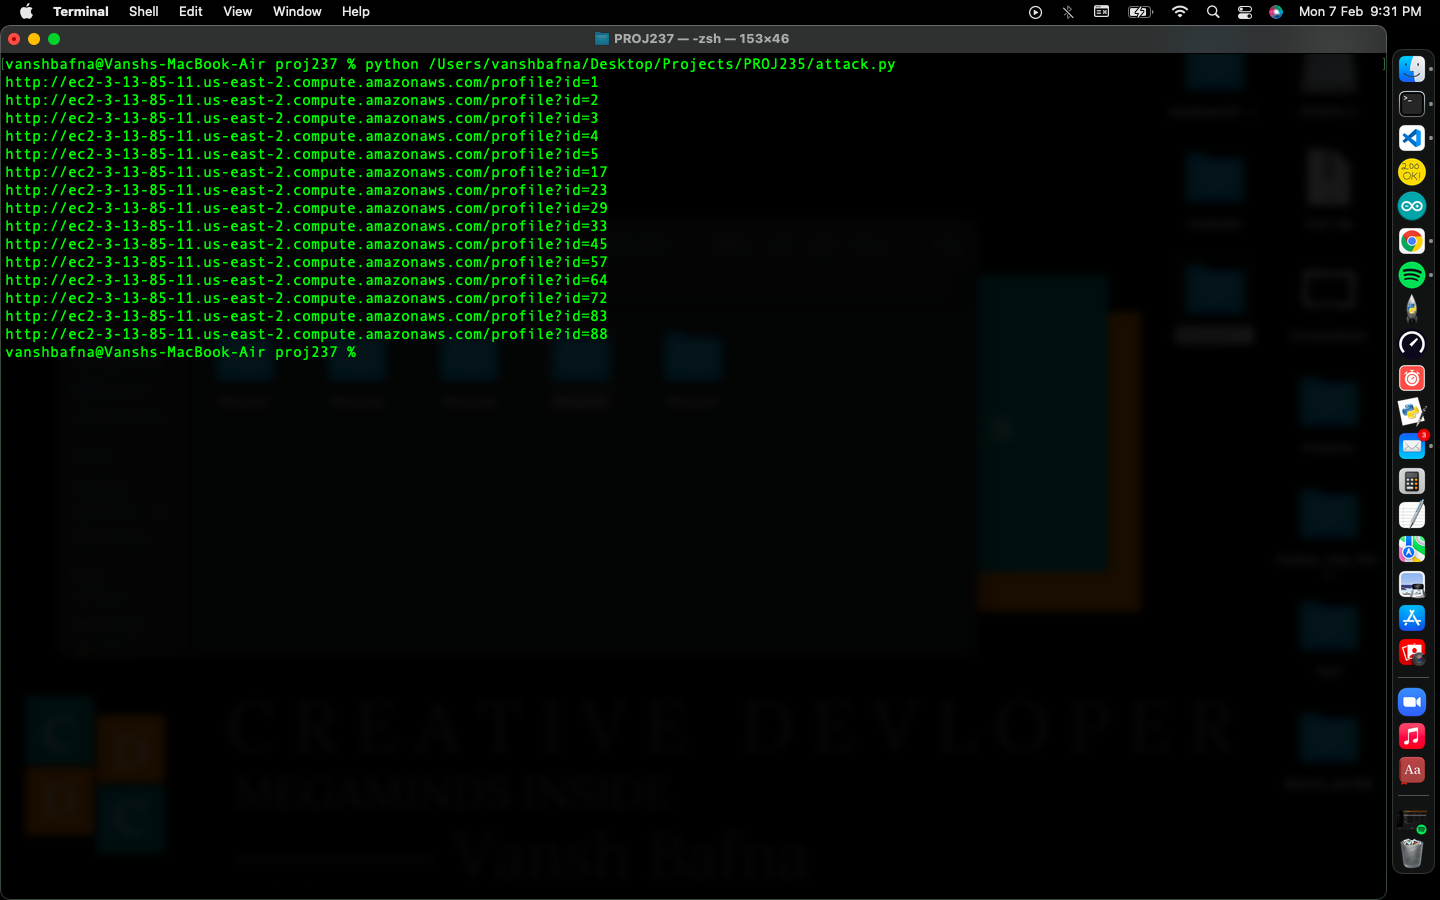 Terminal Shell Edit View Window Help Mon 7 Feb 9:31 PM
PROJ237 — -zsh — 153×46
vanshbafna@Vanshs-MacBook-Air proj237 % python /Users/vanshbafna/Desktop/Projects/PROJ235/attack.py
http://ec2-3-13-85-11.us-east-2.compute.amazonaws.com/profile?id=1
http://ec2-3-13-85-11.us-east-2.compute.amazonaws.com/profile?id=2
http://ec2-3-13-85-11.us-east-2.compute.amazonaws.com/profile?id=3
http://ec2-3-13-85-11.us-east-2.compute.amazonaws.com/profile?id=4
http://ec2-3-13-85-11.us-east-2.compute.amazonaws.com/profile?id=5
http://ec2-3-13-85-11.us-east-2.compute.amazonaws.com/profile?id=17
http://ec2-3-13-85-11.us-east-2.compute.amazonaws.com/profile?id=23
http://ec2-3-13-85-11.us-east-2.compute.amazonaws.com/profile?id=29
http://ec2-3-13-85-11.us-east-2.compute.amazonaws.com/profile?id=33
http://ec2-3-13-85-11.us-east-2.compute.amazonaws.com/profile?id=45
http://ec2-3-13-85-11.us-east-2.compute.amazonaws.com/profile?id=57
http://ec2-3-13-85-11.us-east-2.compute.amazonaws.com/profile?id=64
http://ec2-3-13-85-11.us-east-2.compute.amazonaws.com/profile?id=72
http://ec2-3-13-85-11.us-east-2.compute.amazonaws.com/profile?id=83
http://ec2-3-13-85-11.us-east-2.compute.amazonaws.com/profile?id=88
vanshbafna@Vanshs-MacBook-Air proj237 %
200
OK!
3
Aa
C D
D C
CREATIVE DEVLOPER
MEGAMINDS INSIDE
Vansh Bafna